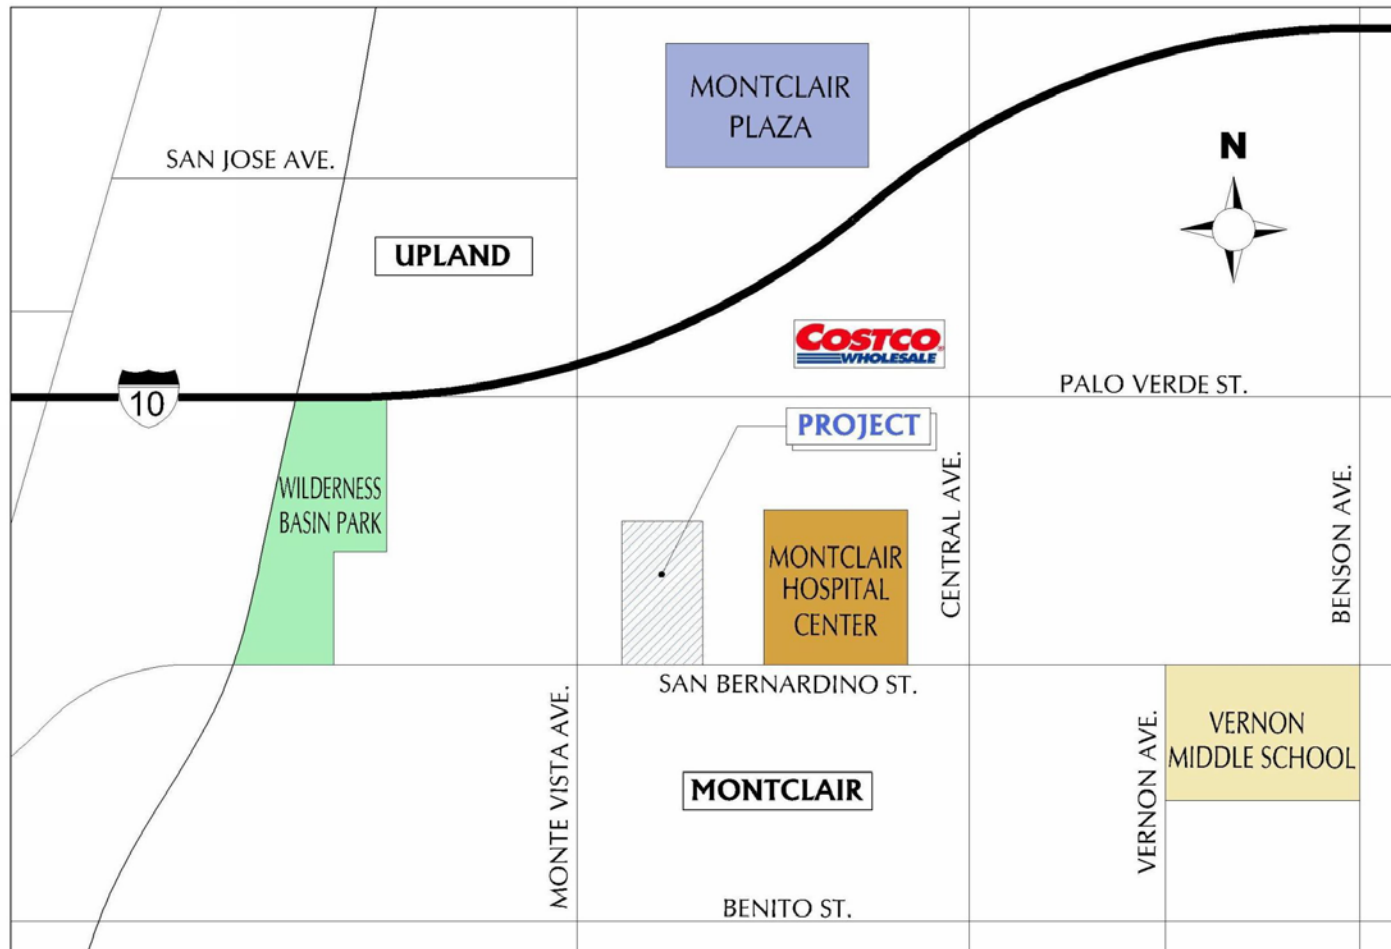 MONTCLAIR
PLAZA
N
SAN JOSE AVE.
UPLAND
COSTCO
WHOLESALE
10
PALO VERDE ST.
PROJECT
WILDERNESS
BASIN PARK
MONTCLAIR
HOSPITAL
CENTER
CENTRAL AVE.
BENSON AVE.
SAN BERNARDINO ST.
MONTE VISTA AVE.
VERNON AVE.
VERNON
MIDDLE SCHOOL
MONTCLAIR
BENITO ST.